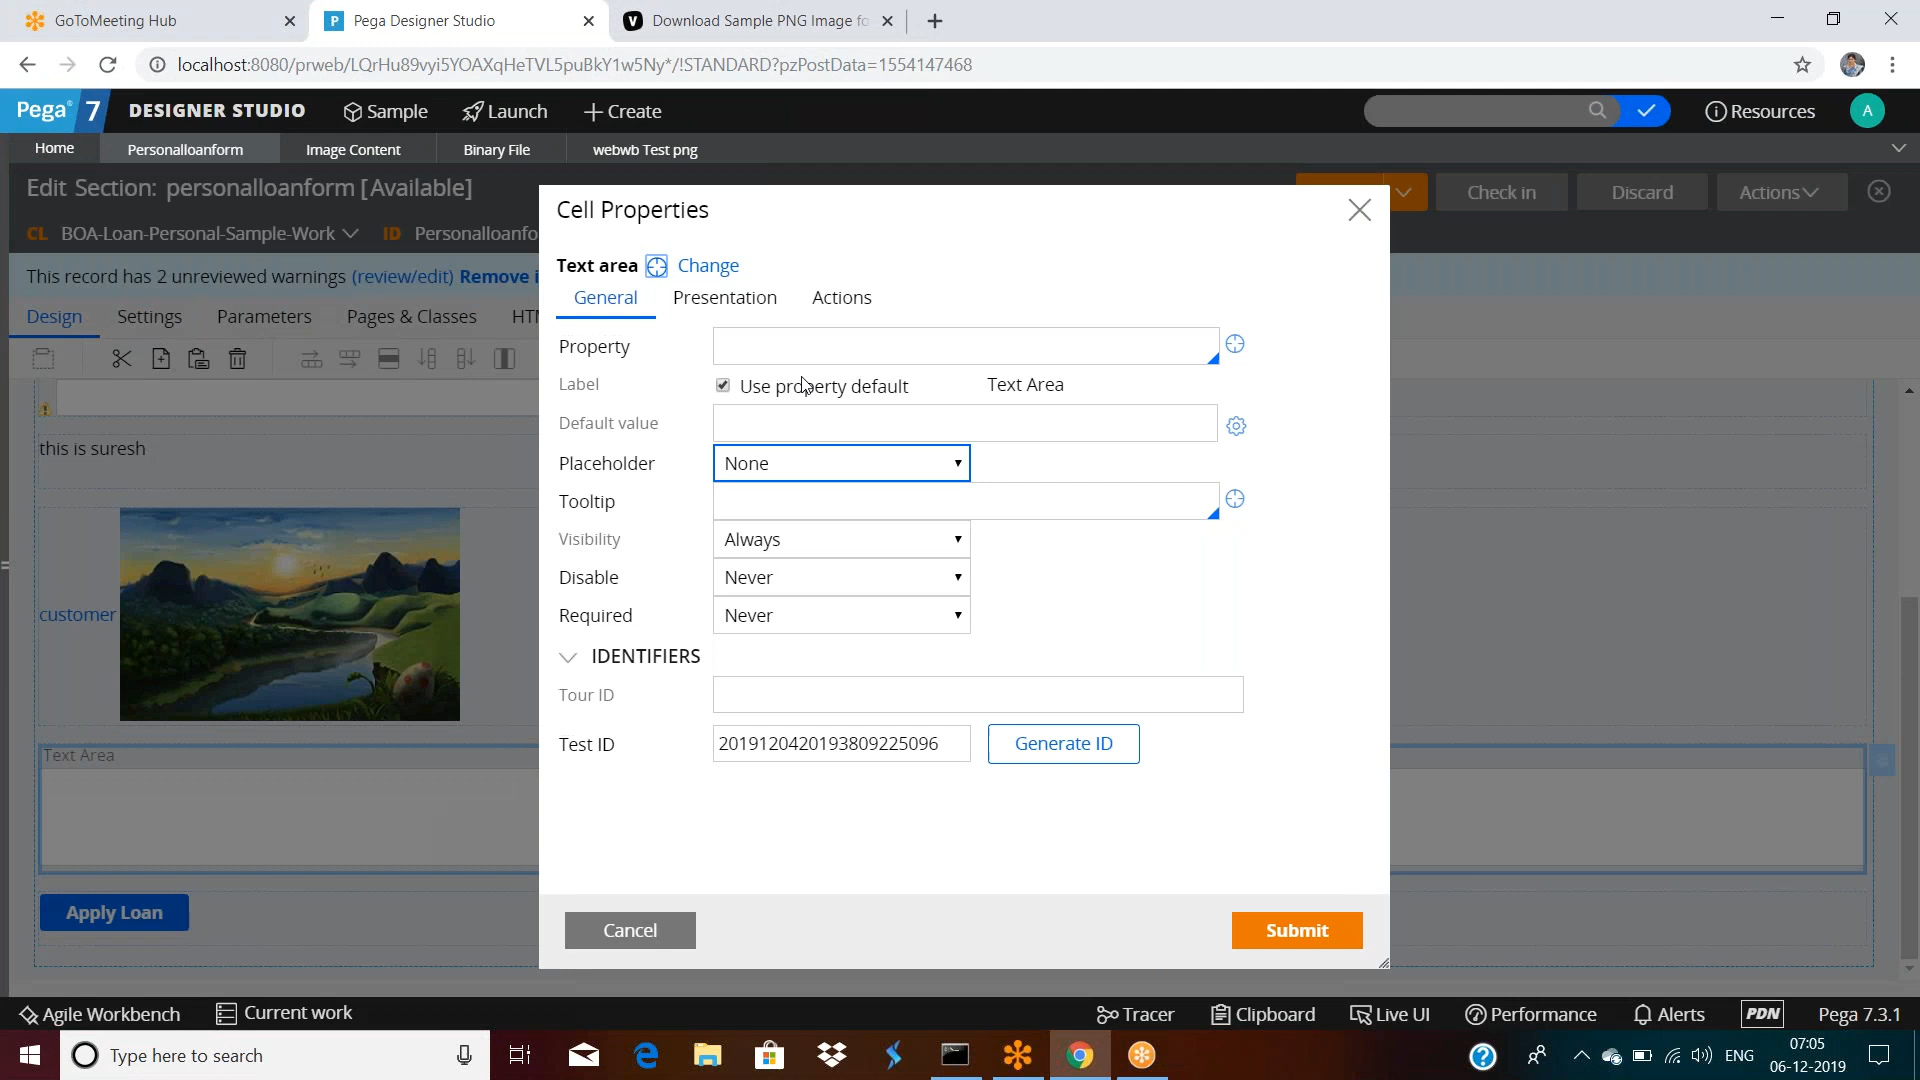 GoToMeeting Hub
Pega Designer Studio
Download Sample PNG Image fo
localhost:8080/prweb/LQrHu89vyi5YOAXqHeTVL5puBkY1w5Ny*/!STANDARD?pzPostData=1554147468
Pega 7 DESIGNER STUDIO Sample Launch + Create Resources A
Home Personalloanform Image Content Binary File webwb Test png
Edit Section: personalloanform [Available] Check in Discard Actions
CL BOA-Loan-Personal-Sample-Work ID Personalloanfo
This record has 2 unreviewed warnings (review/edit) Remove
Design Settings Parameters Pages & Classes
this is suresh
customer
Text Area
Apply Loan
Cell Properties
Text area Change
General Presentation Actions
Property
Label Use property default Text Area
Default value
Placeholder None
Tooltip
Visibility Always
Disable Never
Required Never
IDENTIFIERS
Tour ID
Test ID 2019120420193809225096 Generate ID
Cancel Submit
Agile Workbench Current work Tracer Clipboard Live UI Performance Alerts PDN Pega 7.3.1
Type here to search ENG 07:05
06-12-2019